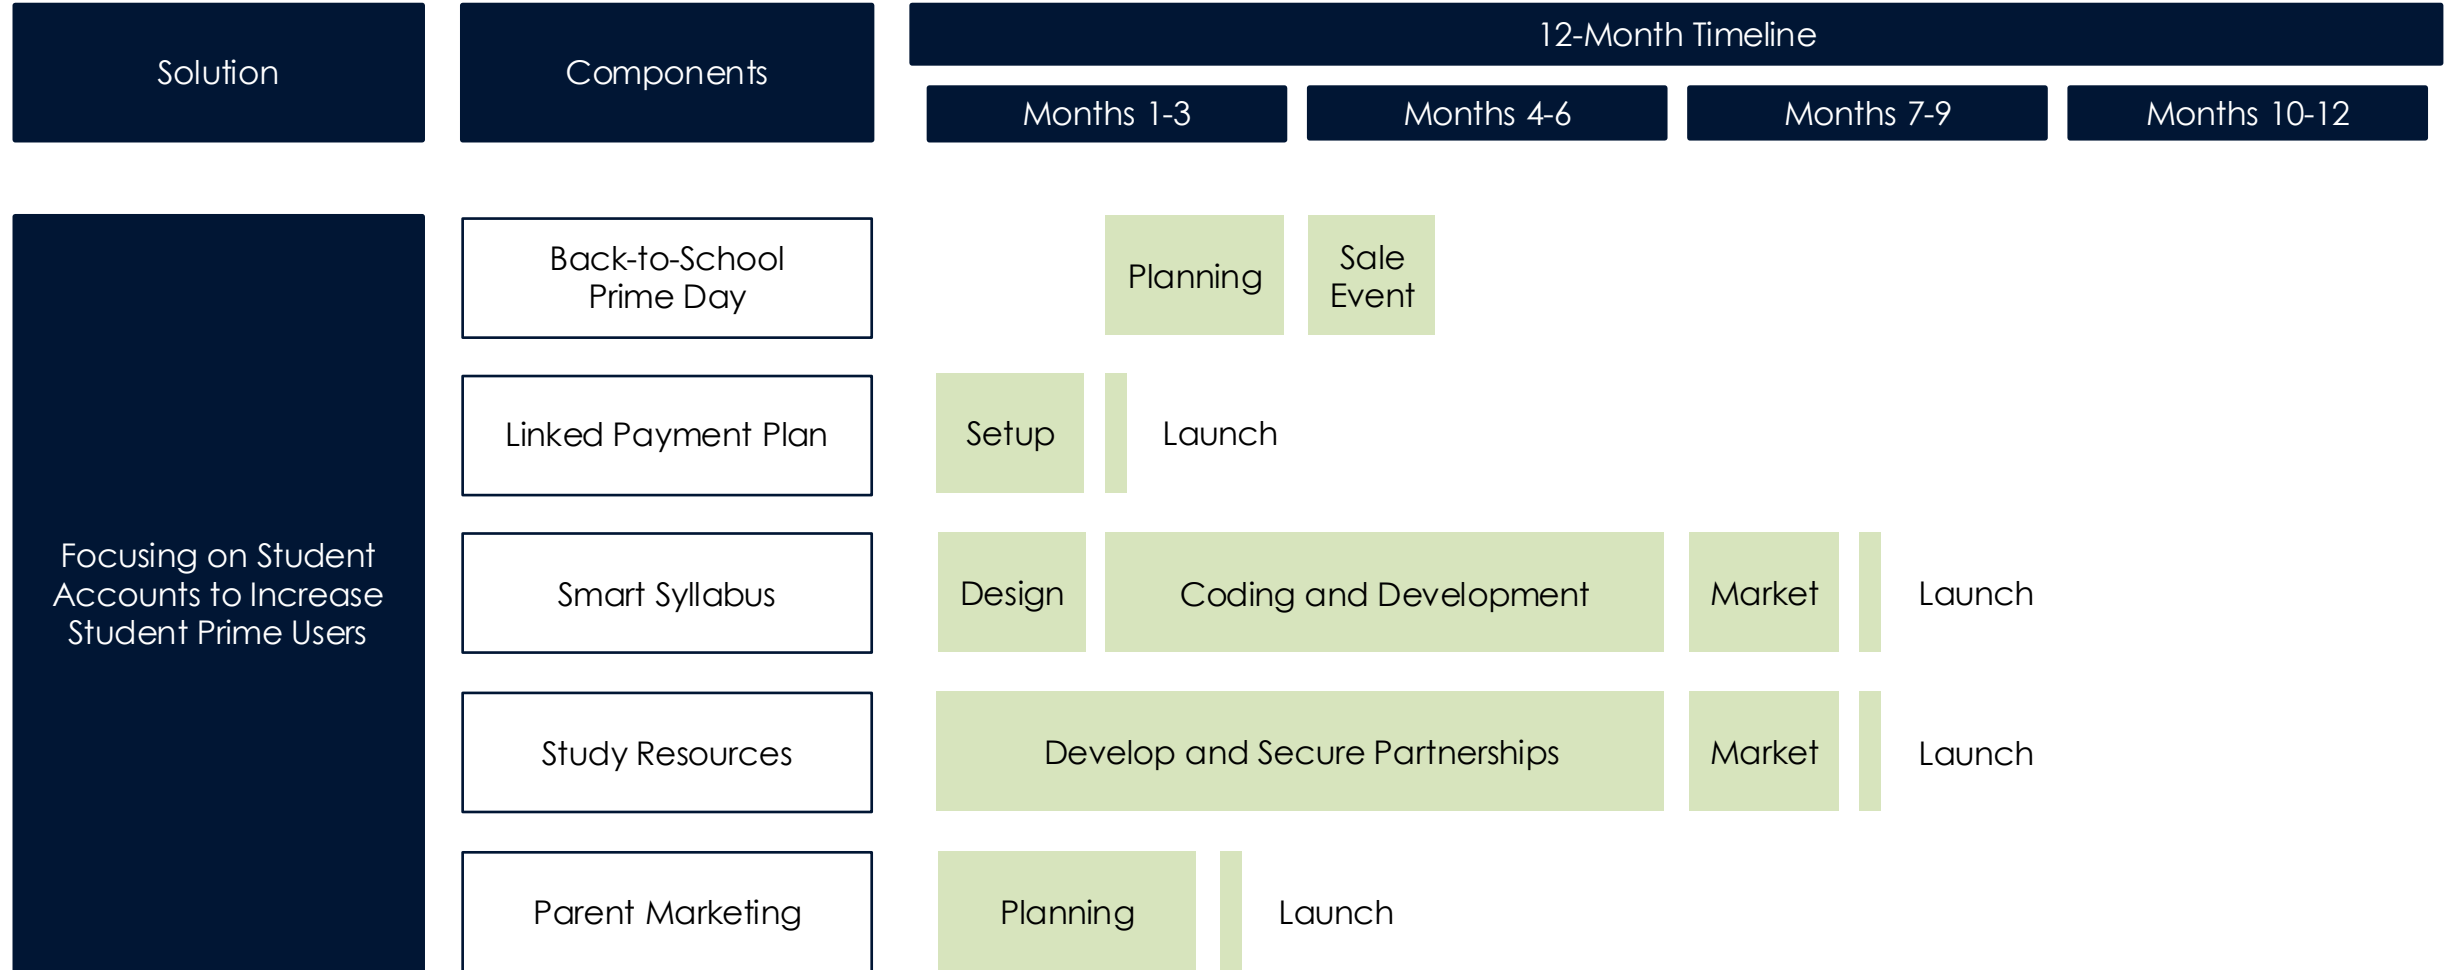 Solution
Components
12-Month Timeline
Months 1-3
Months 4-6
Months 7-9
Months 10-12
Focusing on Student
Accounts to Increase
Student Prime Users
Back-to-School
Prime Day
Planning
Sale
Event
Linked Payment Plan
Setup
Launch
Smart Syllabus
Design
Coding and Development
Market
Launch
Study Resources
Develop and Secure Partnerships
Market
Launch
Parent Marketing
Planning
Launch